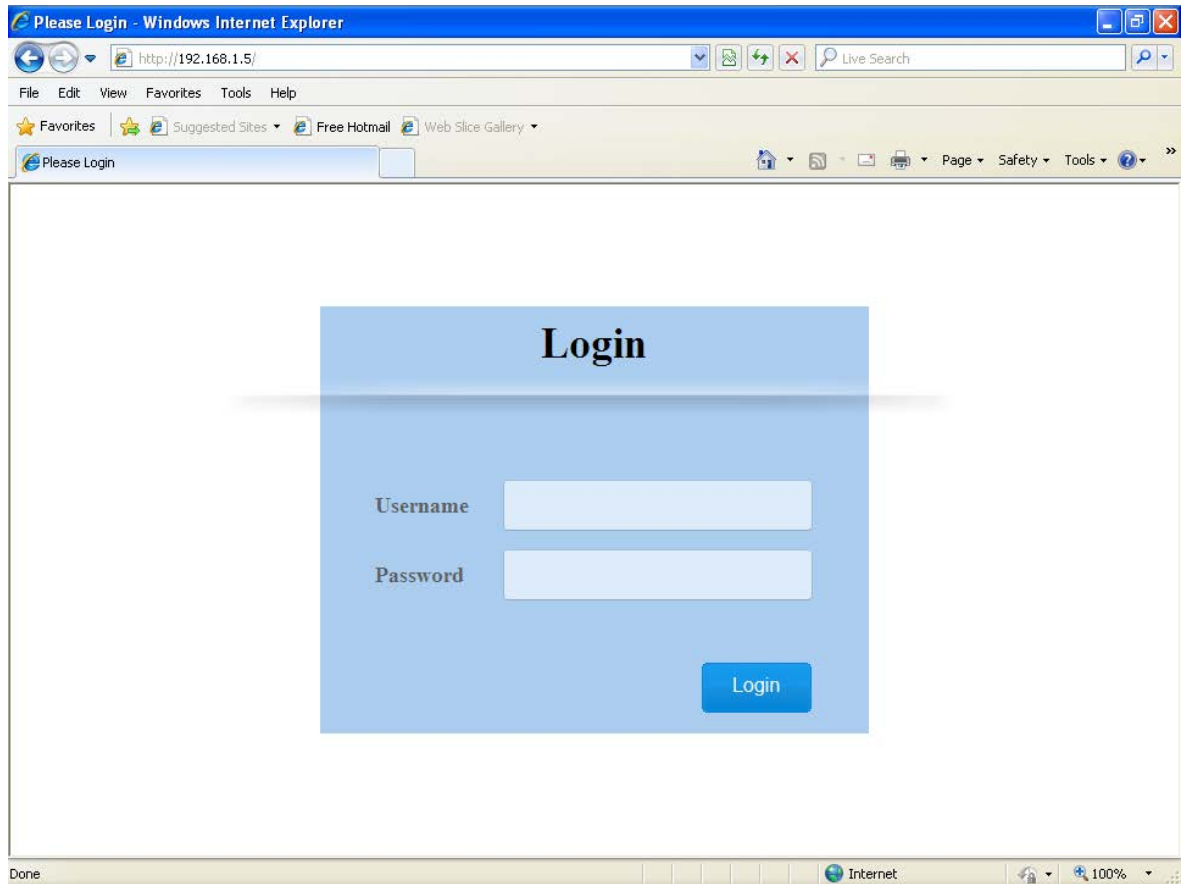 Please Login - Windows Internet Explorer
http://192.168.1.5/
Live Search
File Edit View Favorites Tools Help
Favorites Suggested Sites Free Hotmail Web Slice Gallery
Please Login
Page Safety Tools »
Login
Username
Password
Login
Done Internet 100%